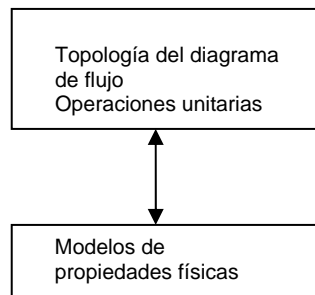 Topología del diagrama
de flujo
Operaciones unitarias
Modelos de
propiedades físicas